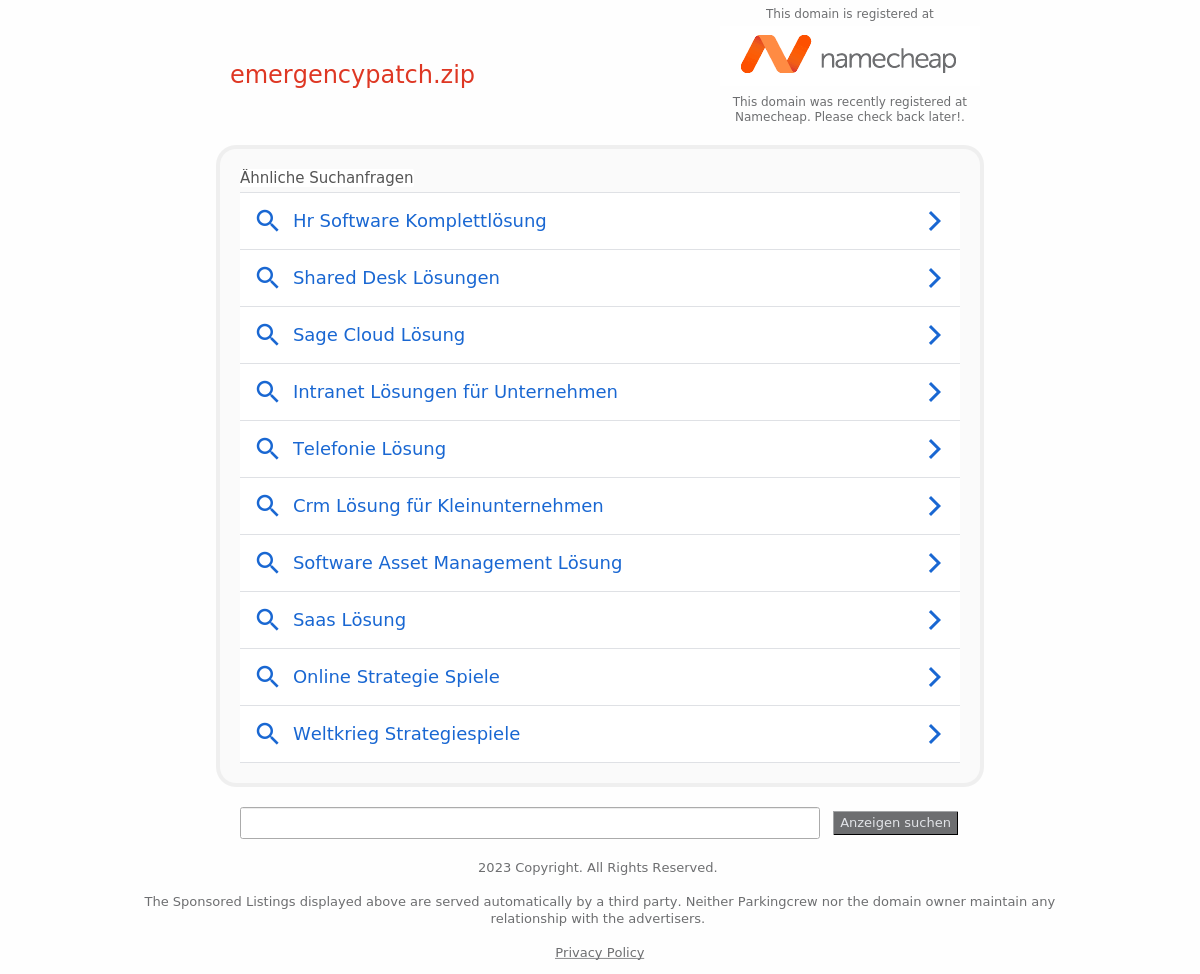 This domain is registered at
namecheap
emergencypatch.zip
This domain was recently registered at
Namecheap. Please check back later!.
Ähnliche Suchanfragen
Hr Software Komplettlösung
Shared Desk Lösungen
Sage Cloud Lösung
Intranet Lösungen für Unternehmen
Telefonie Lösung
Crm Lösung für Kleinunternehmen
Software Asset Management Lösung
Saas Lösung
Online Strategie Spiele
Weltkrieg Strategiespiele
Anzeigen suchen
2023 Copyright. All Rights Reserved.
The Sponsored Listings displayed above are served automatically by a third party. Neither Parkingcrew nor the domain owner maintain any
relationship with the advertisers.
Privacy Policy